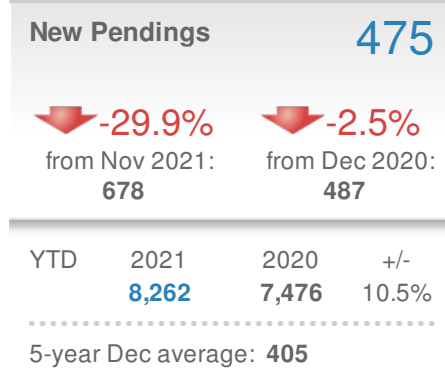 New Pendings 475
-29.9% -2.5%
from Nov 2021: from Dec 2020:
678 487
YTD 2021 2020 +/-
8,262 7,476 10.5%
5-year Dec average: 405